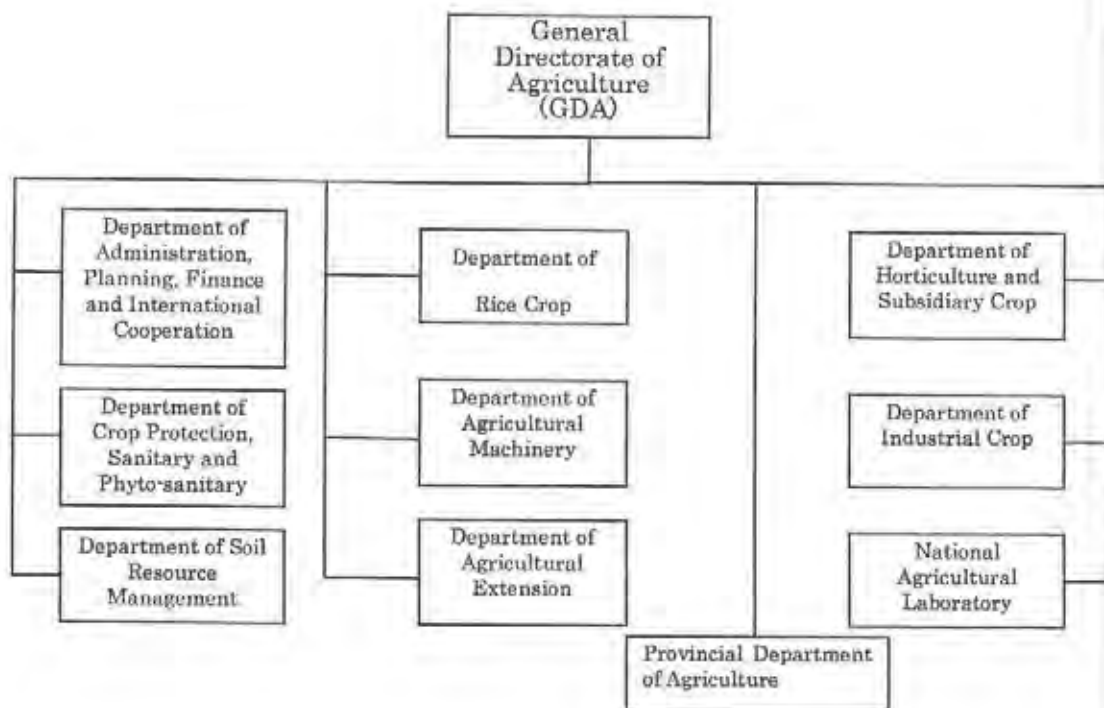 General
Directorate of
Agriculture
(GDA)
Department of
Administration,
Planning, Finance
and International
Cooperation
Department of
Crop Protection,
Sanitary and
Phyto-sanitary
Department of Soil
Resource
Management
Department of
Rice Crop
Department of
Agricultural
Machinery
Department of
Agricultural
Extension
Provincial Department
of Agriculture
Department of
Horticulture and
Subsidiary Crop
Department of
Industrial Crop
National
Agricultural
Laboratory